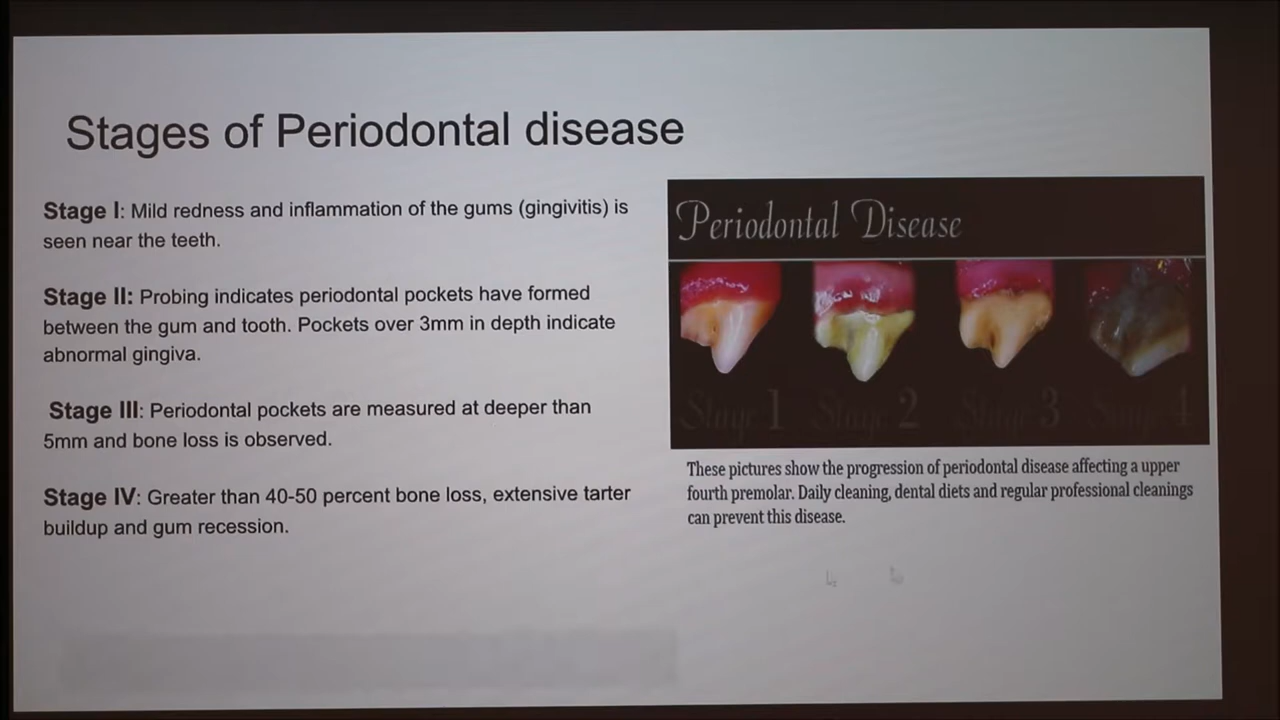 Stages of Periodontal disease
Stage I: Mild redness and inflammation of the gums (gingivitis) is
seen near the teeth.
Stage II: Probing indicates periodontal pockets have formed
between the gum and tooth. Pockets over 3mm in depth indicate
abnormal gingiva.
Stage III: Periodontal pockets are measured at deeper than
5mm and bone loss is observed.
Stage IV: Greater than 40-50 percent bone loss, extensive tarter
buildup and gum recession.
Periodontal Disease
Stage 1 Stage 2 Stage 3 Stage 4
These pictures show the progression of periodontal disease affecting a upper
fourth premolar. Daily cleaning, dental diets and regular professional cleanings
can prevent this disease.